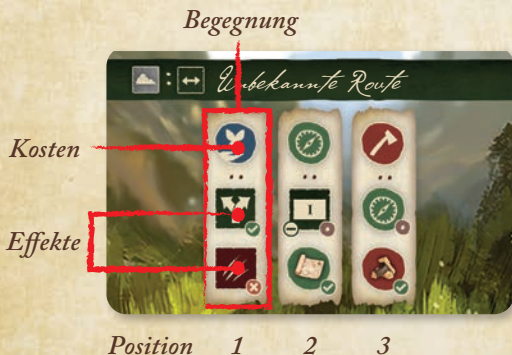 Begegnung
: Unbekannte Route
Kosten
I
Effekte
Position 1 2 3